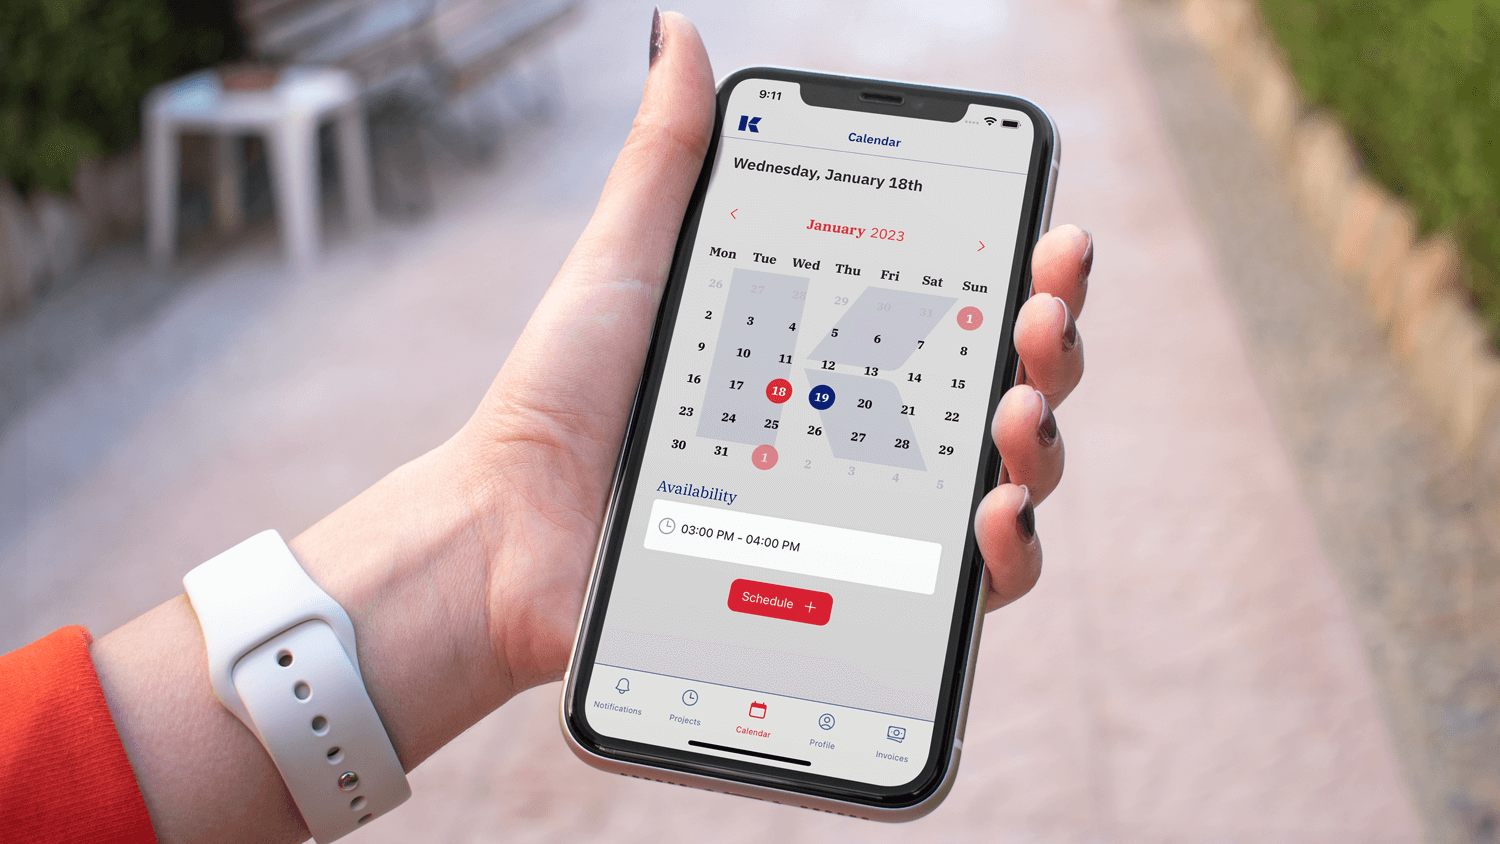 9:11
K
Calendar
Wednesday, January 18th
January 2023
Mon Tue Wed Thu Fri Sat Sun
26 27 28 29 30 31 1
2 3 4 5 6 7 8
9 10 11 12 13 14 15
16 17 18 19 20 21 22
23 24 25 26 27 28 29
30 31 1 2 3 4 5
Availability
03:00 PM - 04:00 PM
Schedule +
Notifications Projects Calendar Profile Invoices